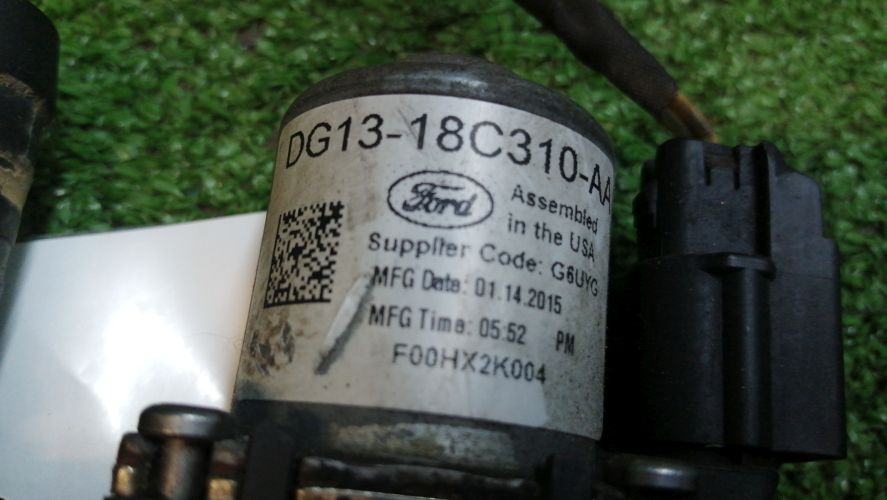 DG13-18C310-AA
Ford
Assembled
in the USA
Supplier Code: G6UYG
MFG Date: 01.14.2015
MFG Time: 05:52 PM
F00HX2K004